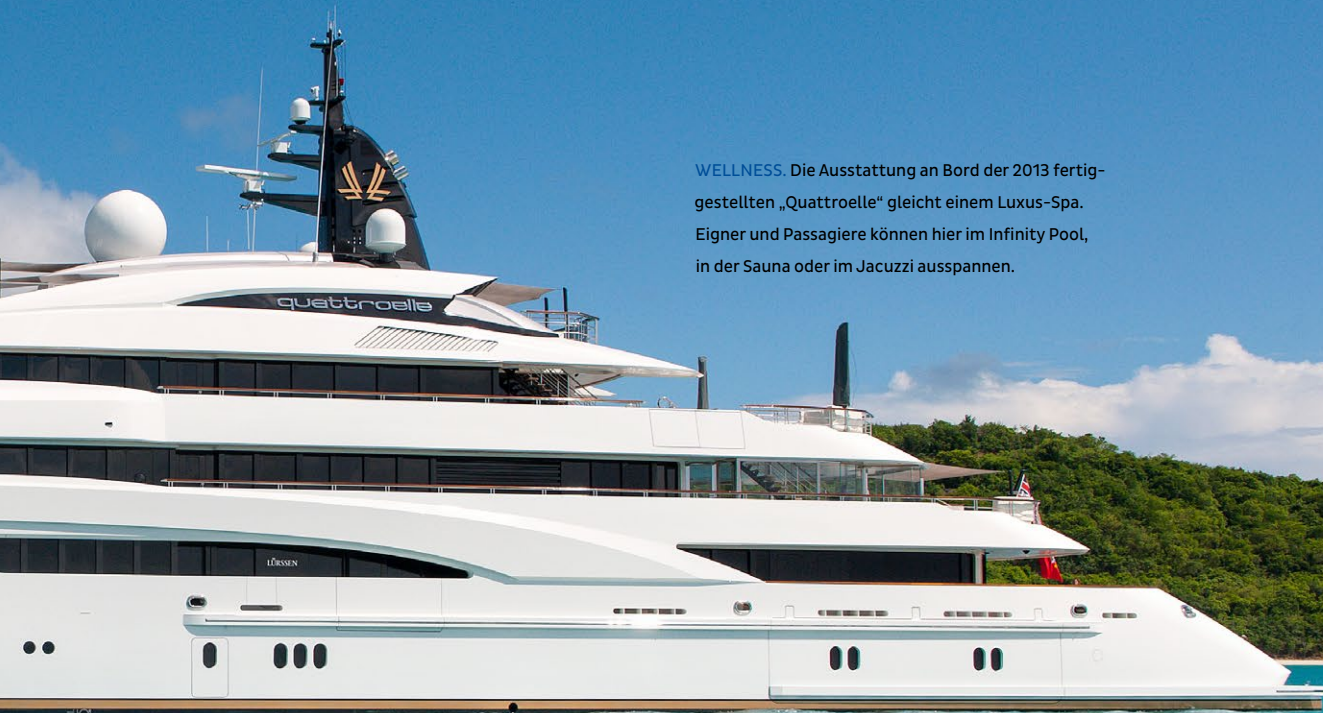 WELLNESS. Die Ausstattung an Bord der 2013 fertig-
gestellten „Quattroelle“ gleicht einem Luxus-Spa.
Eigner und Passagiere können hier im Infinity Pool,
in der Sauna oder im Jacuzzi ausspannen.
quattroelle
LÜRSSEN